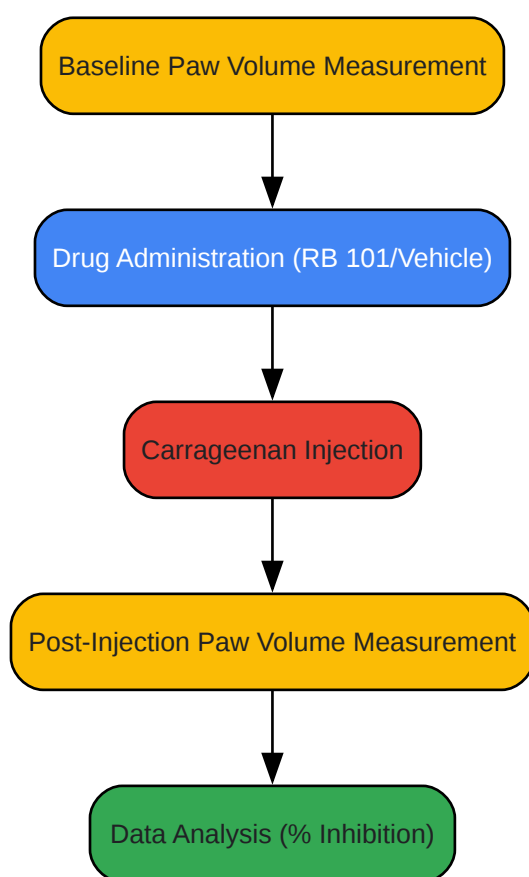 Baseline Paw Volume Measurement
Drug Administration (RB 101/Vehicle)
Carrageenan Injection
Post-Injection Paw Volume Measurement
Data Analysis (% Inhibition)